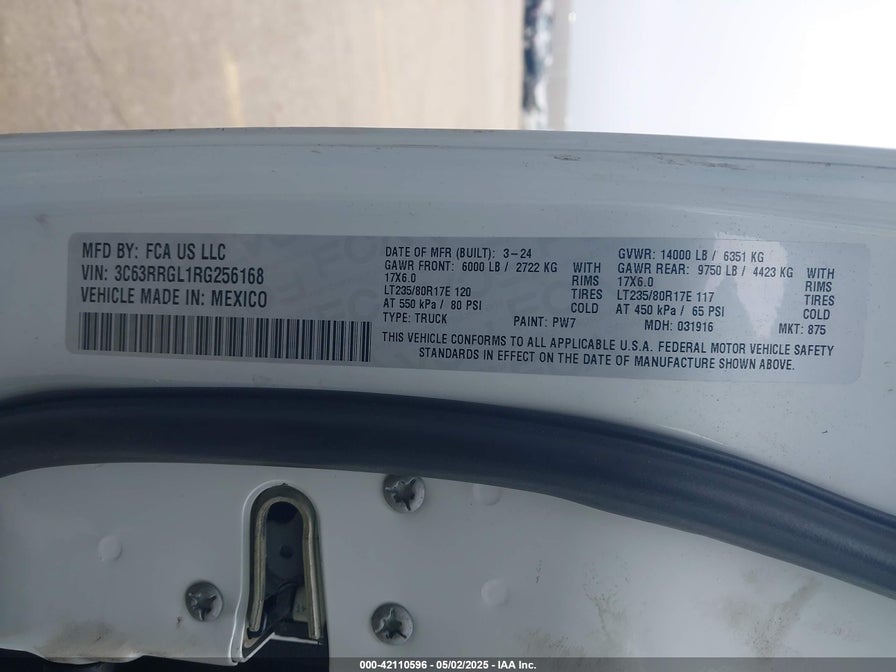 MFD BY: FCA US LLC
VIN: 3C63RRGL1RG256168
VEHICLE MADE IN: MEXICO
DATE OF MFR (BUILT): 3-24
GAWR FRONT: 6000 LB / 2722 KG WITH
17X6.0 RIMS
LT235/80R17E 120 TIRES
AT 550 kPa / 80 PSI COLD
TYPE: TRUCK PAINT: PW7
GVWR: 14000 LB / 6351 KG
GAWR REAR: 9750 LB / 4423 KG WITH
17X6.0 RIMS
LT235/80R17E 117 TIRES
AT 450 kPa / 65 PSI COLD
MDH: 031916 MKT: 875
THIS VEHICLE CONFORMS TO ALL APPLICABLE U.S.A. FEDERAL MOTOR VEHICLE SAFETY
STANDARDS IN EFFECT ON THE DATE OF MANUFACTURE SHOWN ABOVE.
000-42110596 - 05/02/2025 - IAA Inc.